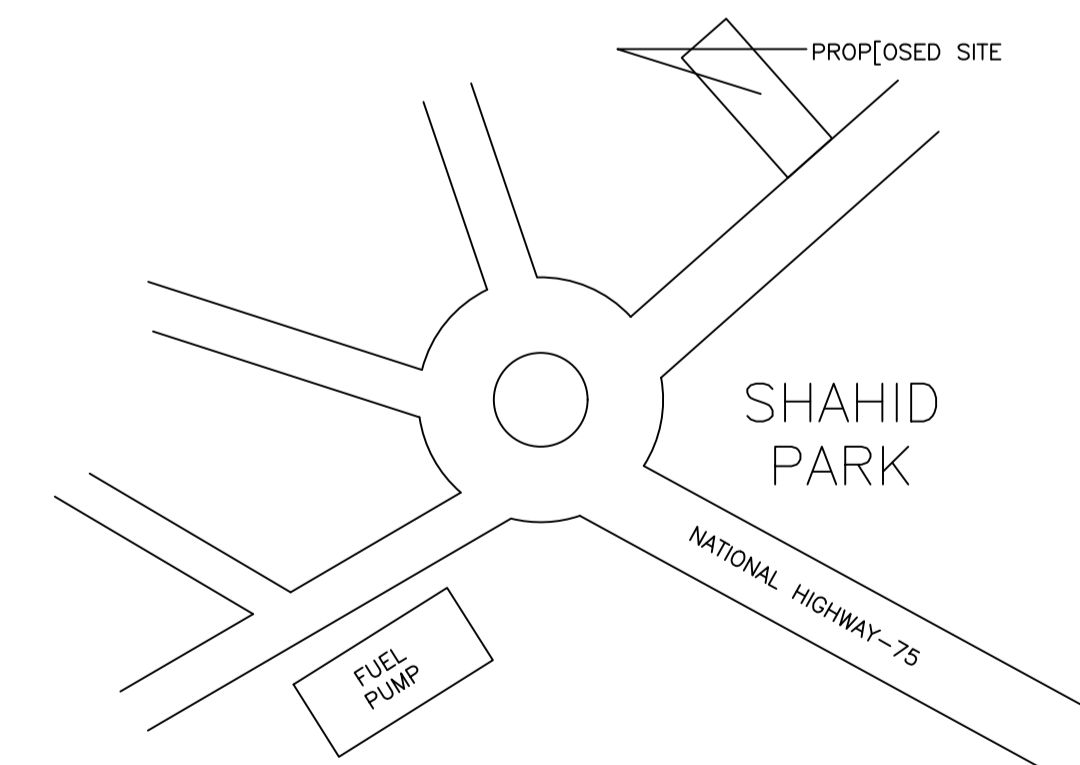 PROP[OSED SITE
SHAHID
PARK
NATIONAL HIGHWAY-75
FUEL
PUMP